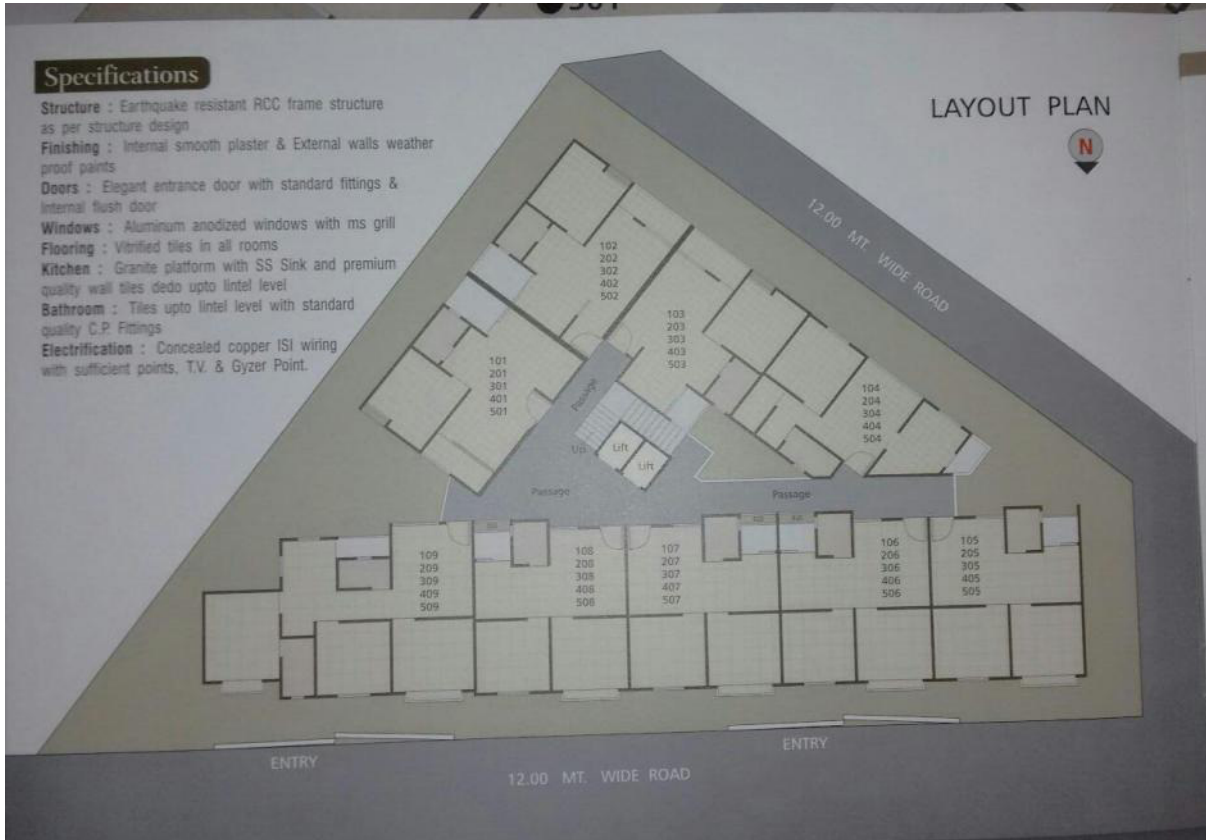 Specifications
Structure : Earthquake resistant RCC frame structure
as per structure design
Finishing : Internal smooth plaster & External walls weather
proof paints
Doors : Elegant entrance door with standard fittings &
Internal flush door
Windows : Aluminum anodized windows with ms grill
Flooring : Vitrified tiles in all rooms
Kitchen : Granite platform with SS Sink and premium
quality wall tiles dedo upto lintel level
Bathroom : Tiles upto lintel level with standard
quality C.P. Fittings
Electrification : Concealed copper ISI wiring
with sufficient points, T.V. & Gyzer Point.
LAYOUT PLAN
N
12.00 MT. WIDE ROAD
102
202
302
402
502
103
203
303
403
503
101
201
301
401
501
104
204
304
404
504
Passage
Up
Lift
Lift
Passage
Passage
109
209
309
409
509
108
208
308
408
508
107
207
307
407
507
106
206
306
406
506
105
205
305
405
505
ENTRY
ENTRY
12.00 MT. WIDE ROAD